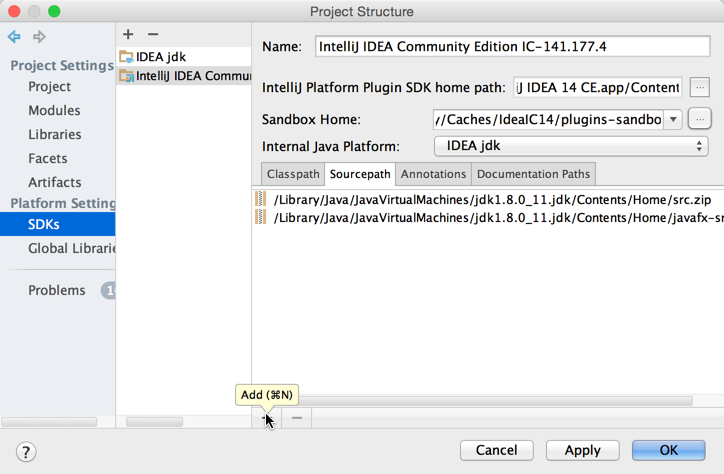 Project Structure
Project Settings
Project
Modules
Libraries
Facets
Artifacts
Platform Setting
SDKs
Global Librarie
Problems
IDEA jdk
IntelliJ IDEA Commu
Name: IntelliJ IDEA Community Edition IC-141.177.4
IntelliJ Platform Plugin SDK home path: iJ IDEA 14 CE.app/Content
Sandbox Home: y/Caches/IdeaIC14/plugins-sandbo
Internal Java Platform: IDEA jdk
Classpath Sourcepath Annotations Documentation Paths
/Library/Java/JavaVirtualMachines/jdk1.8.0_11.jdk/Contents/Home/src.zip
/Library/Java/JavaVirtualMachines/jdk1.8.0_11.jdk/Contents/Home/javafx-sr
Add (⌘N)
? Cancel Apply OK